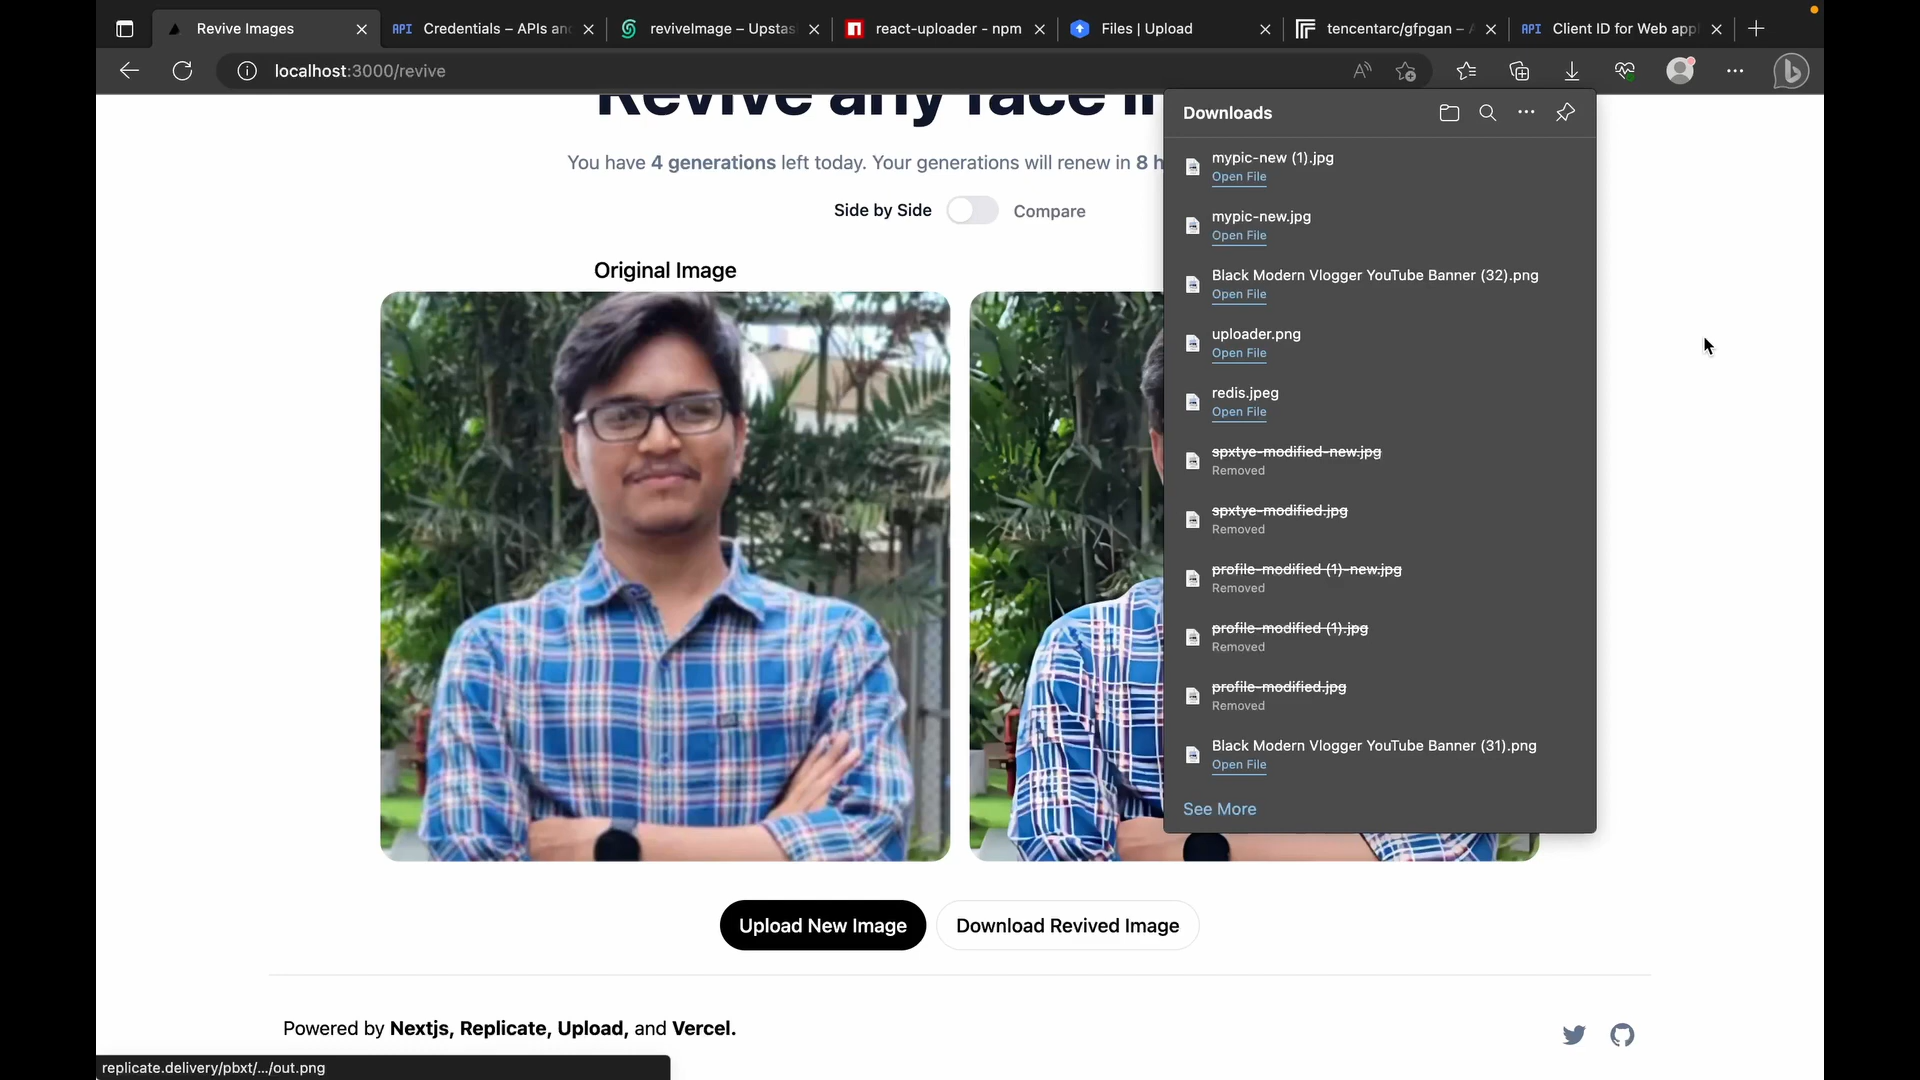 Revive Images
API Credentials – APIs an
reviveImage – Upstas
n react-uploader - npm
Files | Upload
tencentarc/gfpgan –
API Client ID for Web appl
localhost:3000/revive
Revive any face i
You have 4 generations left today. Your generations will renew in 8 h
Side by Side
Compare
Original Image
Downloads
mypic-new (1).jpg
Open File
mypic-new.jpg
Open File
Black Modern Vlogger YouTube Banner (32).png
Open File
uploader.png
Open File
redis.jpeg
Open File
spxtye-modified-new.jpg
Removed
spxtye-modified.jpg
Removed
profile-modified (1)-new.jpg
Removed
profile-modified (1).jpg
Removed
profile-modified.jpg
Removed
Black Modern Vlogger YouTube Banner (31).png
Open File
See More
Upload New Image
Download Revived Image
Powered by Nextjs, Replicate, Upload, and Vercel.
replicate.delivery/pbxt/.../out.png